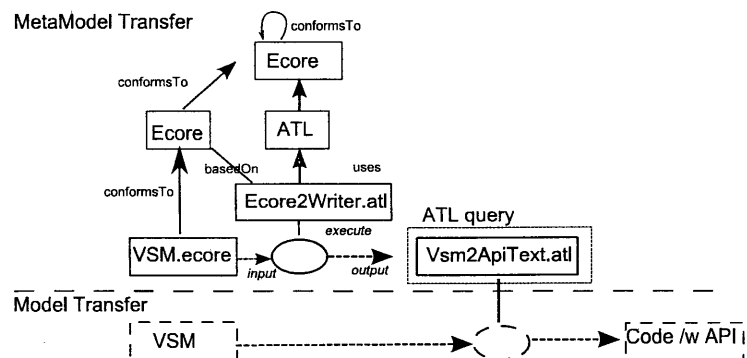 MetaModel Transfer
conformsTo
Ecore
conformsTo
Ecore
ATL
basedOn
uses
conformsTo
Ecore2Writer.atl
ATL query
execute
VSM.ecore
Vsm2ApiText.atl
input
output
Model Transfer
VSM
Code /w API